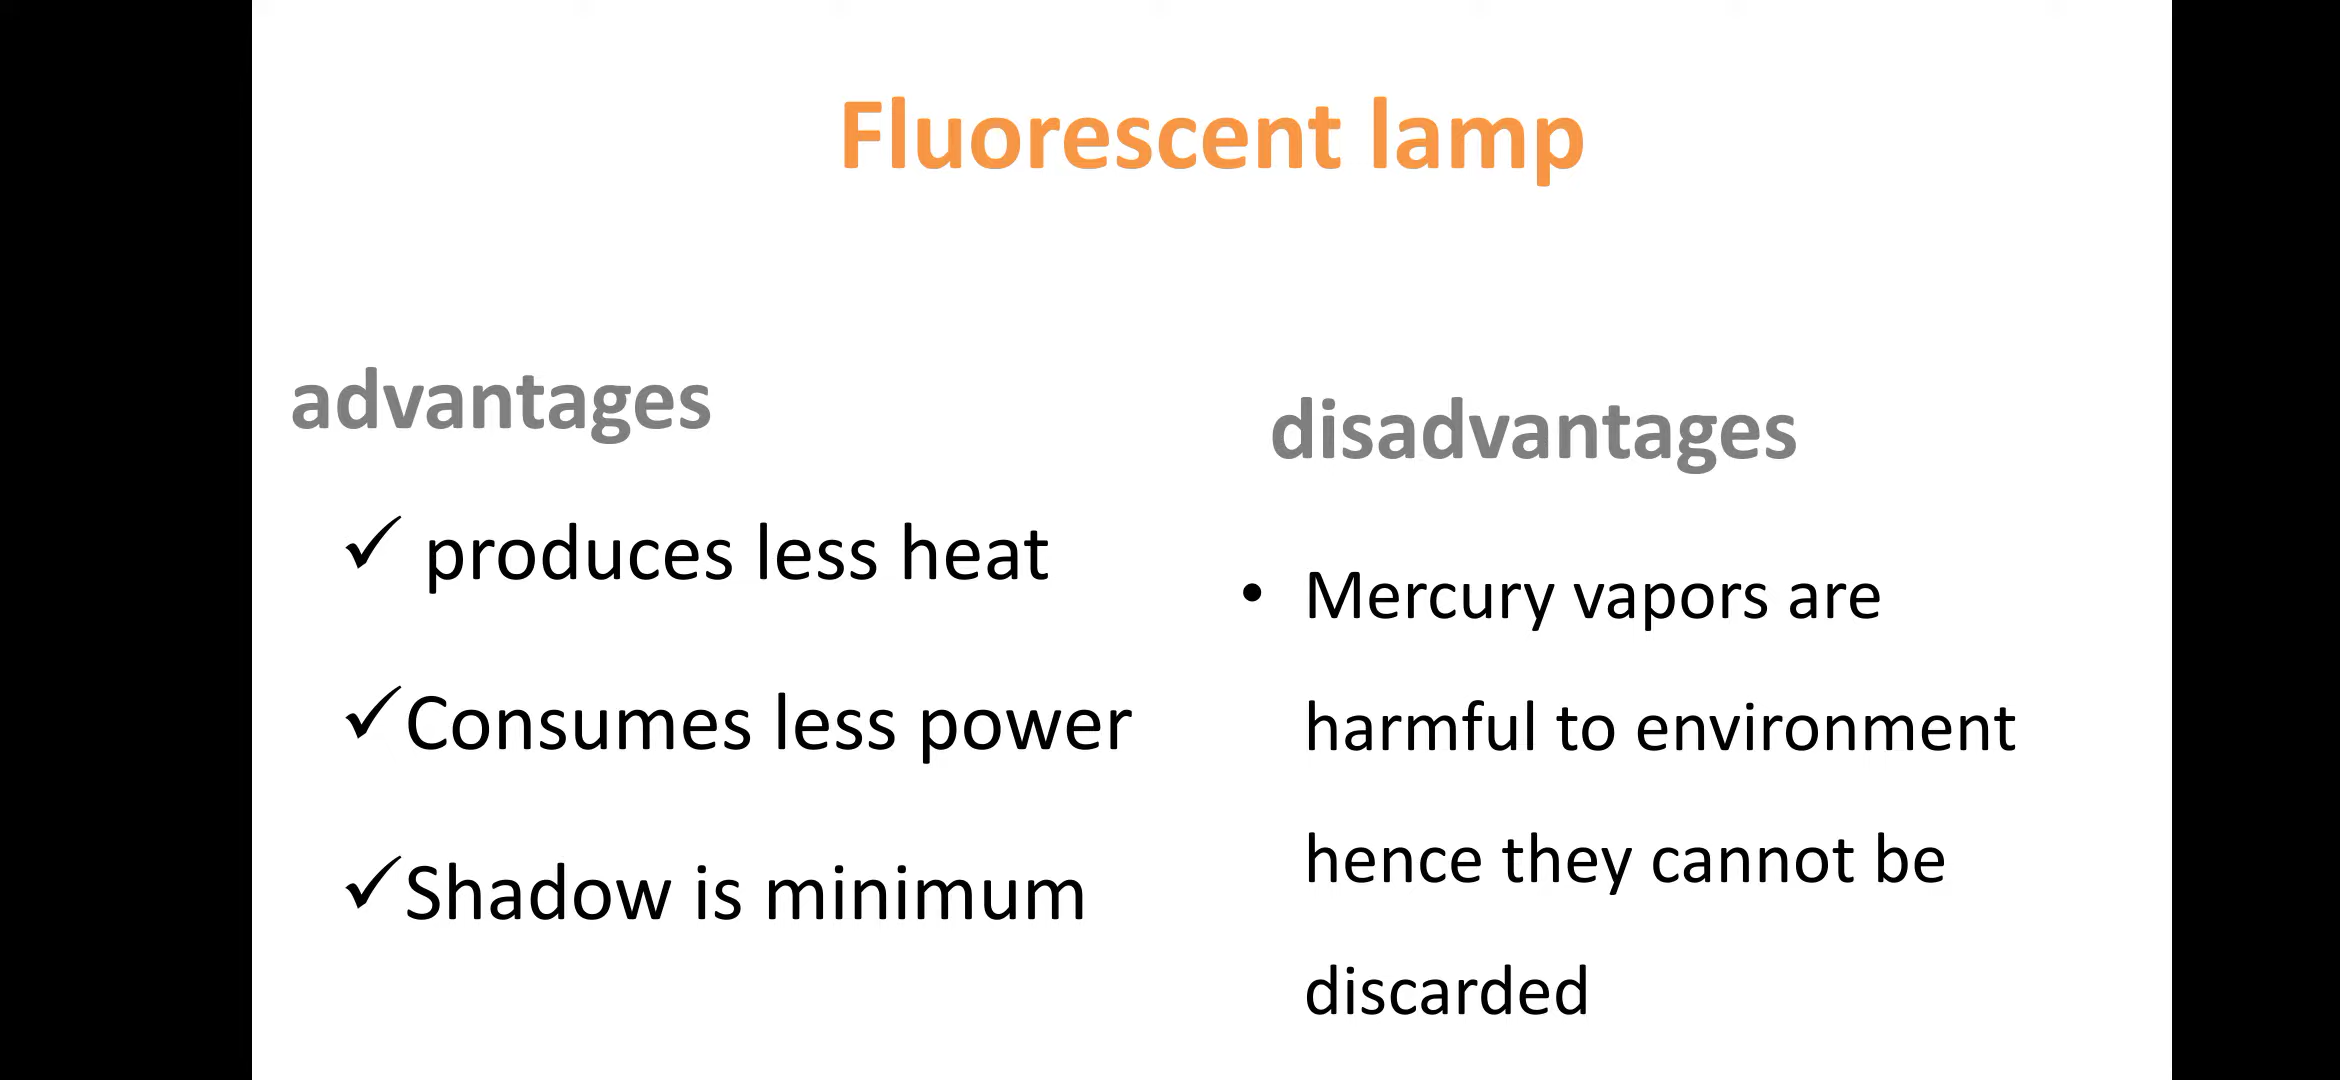 Fluorescent lamp
advantages
✓ produces less heat
✓Consumes less power
✓Shadow is minimum
disadvantages
• Mercury vapors are
harmful to environment
hence they cannot be
discarded